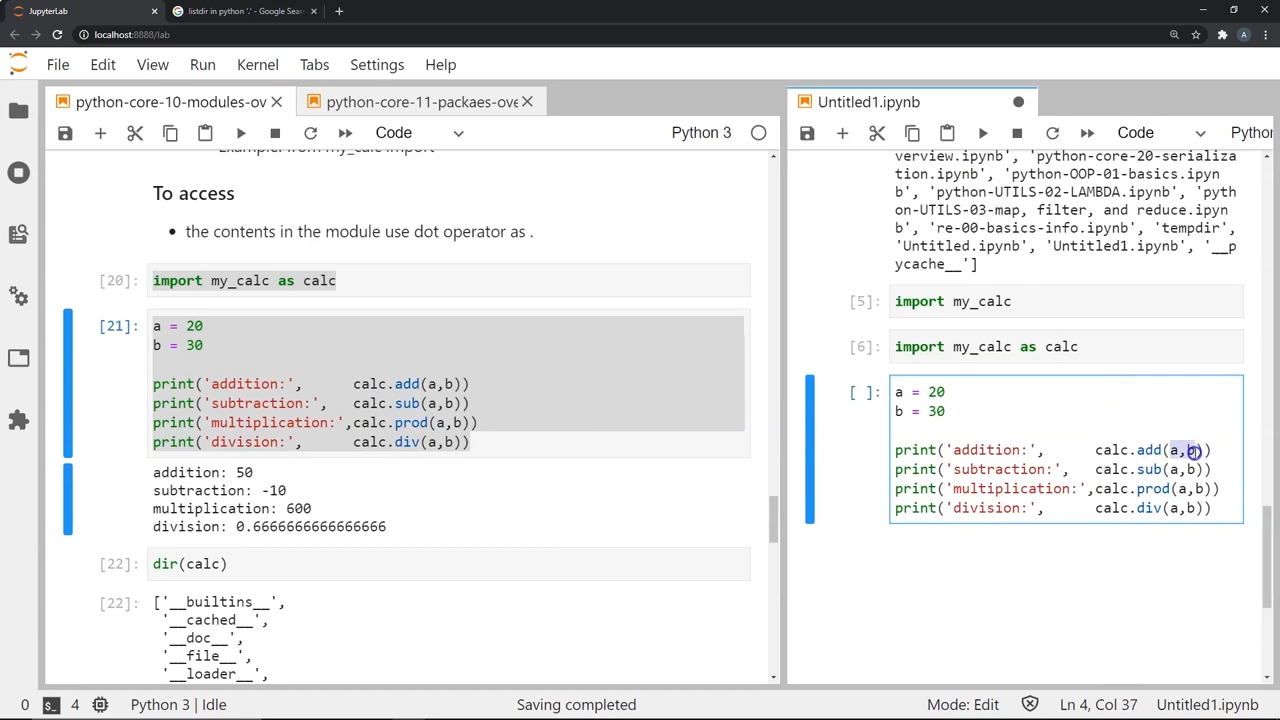 JupyterLab
listdir in python '.' - Google Sear
localhost:8888/lab
File Edit View Run Kernel Tabs Settings Help
python-core-10-modules-ov
python-core-11-packaes-ove
Code
Python 3
Example: from my_calc import
To access
• the contents in the module use dot operator as .
[20]: import my_calc as calc
[21]: a = 20
b = 30
print('addition:', calc.add(a,b))
print('subtraction:', calc.sub(a,b))
print('multiplication:',calc.prod(a,b))
print('division:', calc.div(a,b))
addition: 50
subtraction: -10
multiplication: 600
division: 0.6666666666666666
[22]: dir(calc)
[22]: ['__builtins__',
'__cached__',
'__doc__',
'__file__',
'__loader__',
Untitled1.ipynb
Code
Pythor
verview.ipynb', 'python-core-20-serializa
tion.ipynb', 'python-OOP-01-basics.ipyn
b', 'python-UTILS-02-LAMBDA.ipynb', 'pyth
on-UTILS-03-map, filter, and reduce.ipyn
b', 're-00-basics-info.ipynb', 'tempdir',
'Untitled.ipynb', 'Untitled1.ipynb', '__p
ycache__']
[5]: import my_calc
[6]: import my_calc as calc
[ ]: a = 20
b = 30
print('addition:', calc.add(a,b))
print('subtraction:', calc.sub(a,b))
print('multiplication:',calc.prod(a,b))
print('division:', calc.div(a,b))
0 4 Python 3 | Idle Saving completed Mode: Edit Ln 4, Col 37 Untitled1.ipynb